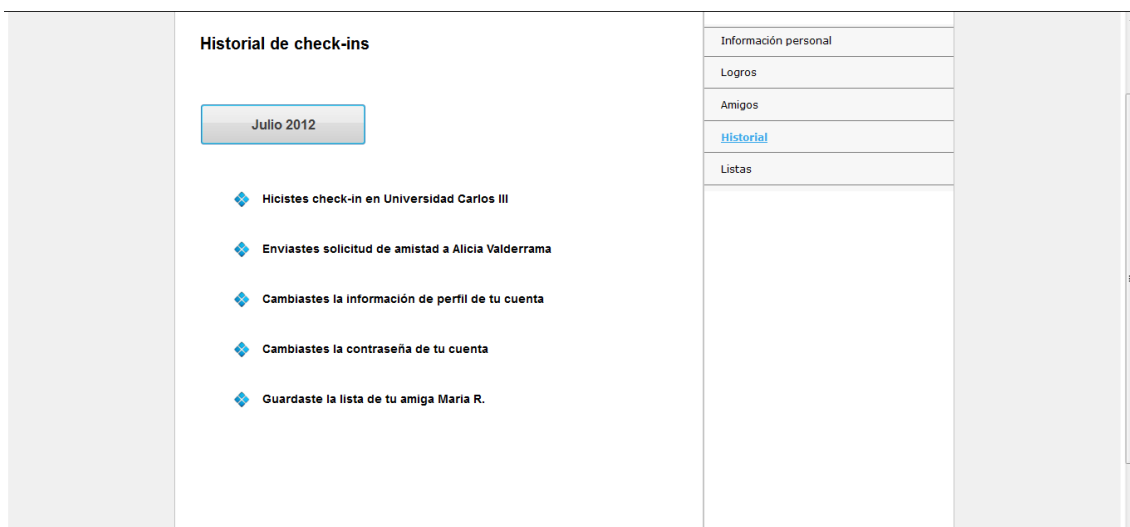 Historial de check-ins
Julio 2012
Hicistes check-in en Universidad Carlos III
Enviastes solicitud de amistad a Alicia Valderrama
Cambiastes la información de perfil de tu cuenta
Cambiastes la contraseña de tu cuenta
Guardaste la lista de tu amiga Maria R.
Información personal
Logros
Amigos
Historial
Listas